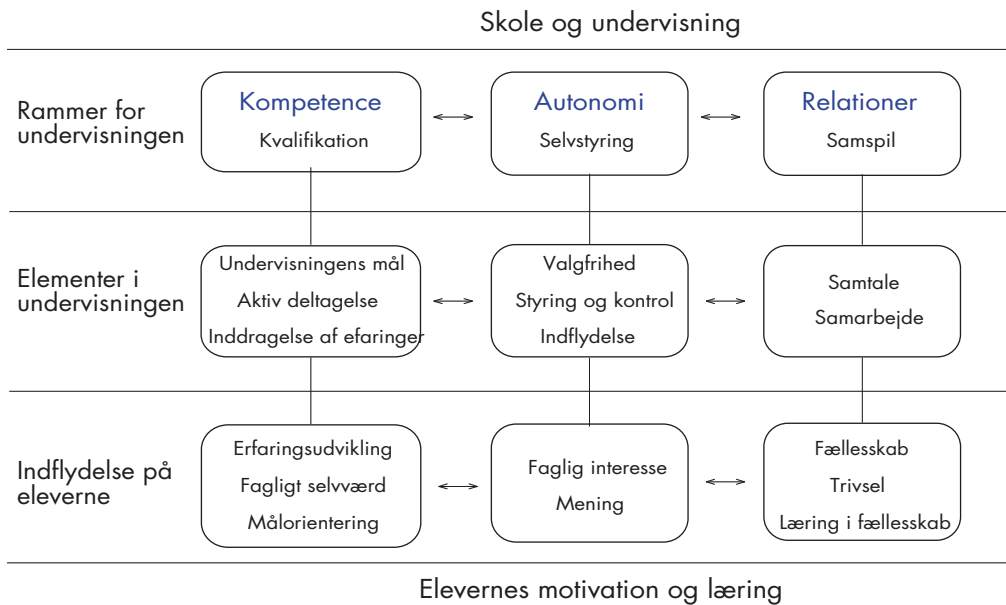 Skole og undervisning
Rammer for
undervisningen
Kompetence
Kvalifikation
Autonomi
Selvstyring
Relationer
Samspil
Elementer i
undervisningen
Undervisningens mål
Aktiv deltagelse
Inddragelse af efaringer
Valgfrihed
Styring og kontrol
Indflydelse
Samtale
Samarbejde
Indflydelse på
eleverne
Erfaringsudvikling
Fagligt selvværd
Målorientering
Faglig interesse
Mening
Fællesskab
Trivsel
Læring i fællesskab
Elevernes motivation og læring